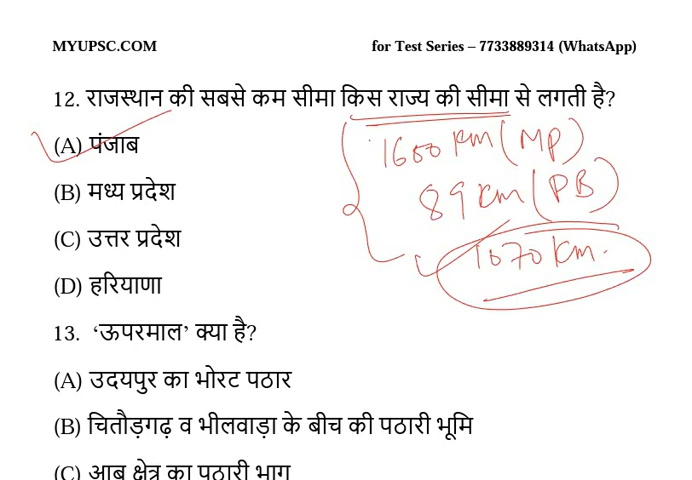 MYUPSC.COM for Test Series – 7733889314 (WhatsApp)
12. राजस्थान की सबसे कम सीमा किस राज्य की सीमा से लगती है?
(A) पंजाब
1600 km (MP)
(B) मध्य प्रदेश
89 km (PB)
(C) उत्तर प्रदेश
1070 km.
(D) हरियाणा
13. ‘ऊपरमाल’ क्या है?
(A) उदयपुर का भोरट पठार
(B) चितौड़गढ़ व भीलवाड़ा के बीच की पठारी भूमि
(C) आबू क्षेत्र का पठारी भाग